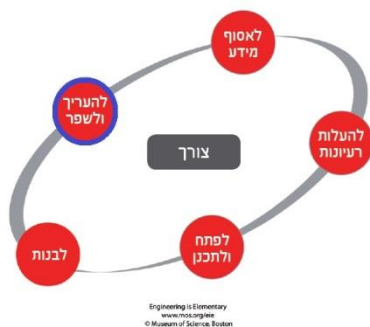 לאסוף
מידע
להעלות
רעיונות
לפתח
ולתכנן
לבנות
להעריך
ולשפר
צורך
Engineering is Elementary
www.mos.org/eie
© Museum of Science, Boston